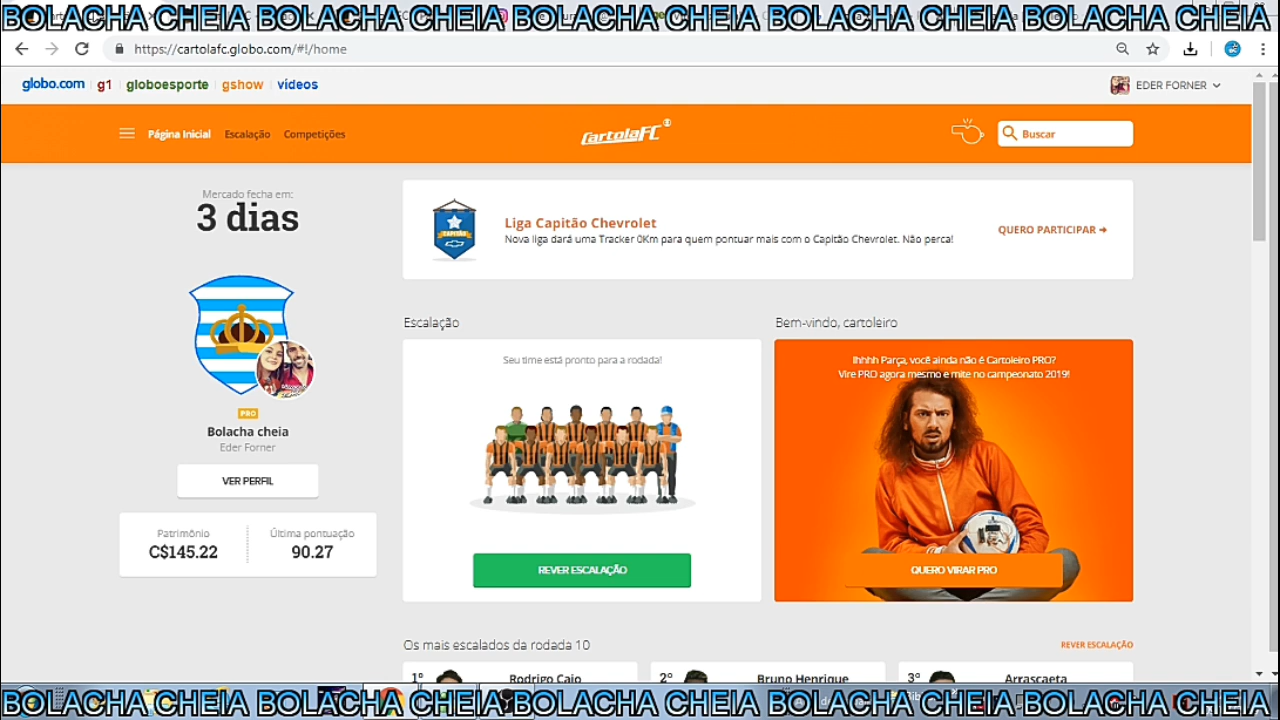 BOLACHA CHEIA BOLACHA CHEIA BOLACHA CHEIA BOLACHA CHEIA BOLACHA CHEIA
https://cartolafc.globo.com/#!/home
globo.com g1 globoesporte gshow vídeos EDER FORNER
Página Inicial Escalação Competições CartolaFC Buscar
Mercado fecha em:
3 dias
Liga Capitão Chevrolet
Nova liga dará uma Tracker 0Km para quem pontuar mais com o Capitão Chevrolet. Não perca!
QUERO PARTICIPAR →
CAPITÃO
PRO
Bolacha cheia
Eder Forner
VER PERFIL
Patrimônio
C$145.22
Última pontuação
90.27
Escalação
Seu time está pronto para a rodada!
REVER ESCALAÇÃO
Bem-vindo, cartoleiro
Ihhhh Parça, você ainda não é Cartoleiro PRO?
Vire PRO agora mesmo e mite no campeonato 2019!
QUERO VIRAR PRO
Os mais escalados da rodada 10 REVER ESCALAÇÃO
1º Rodrigo Caio 2º Bruno Henrique 3º Arrascaeta
BOLACHA CHEIA BOLACHA CHEIA BOLACHA CHEIA BOLACHA CHEIA BOLACHA CHEIA